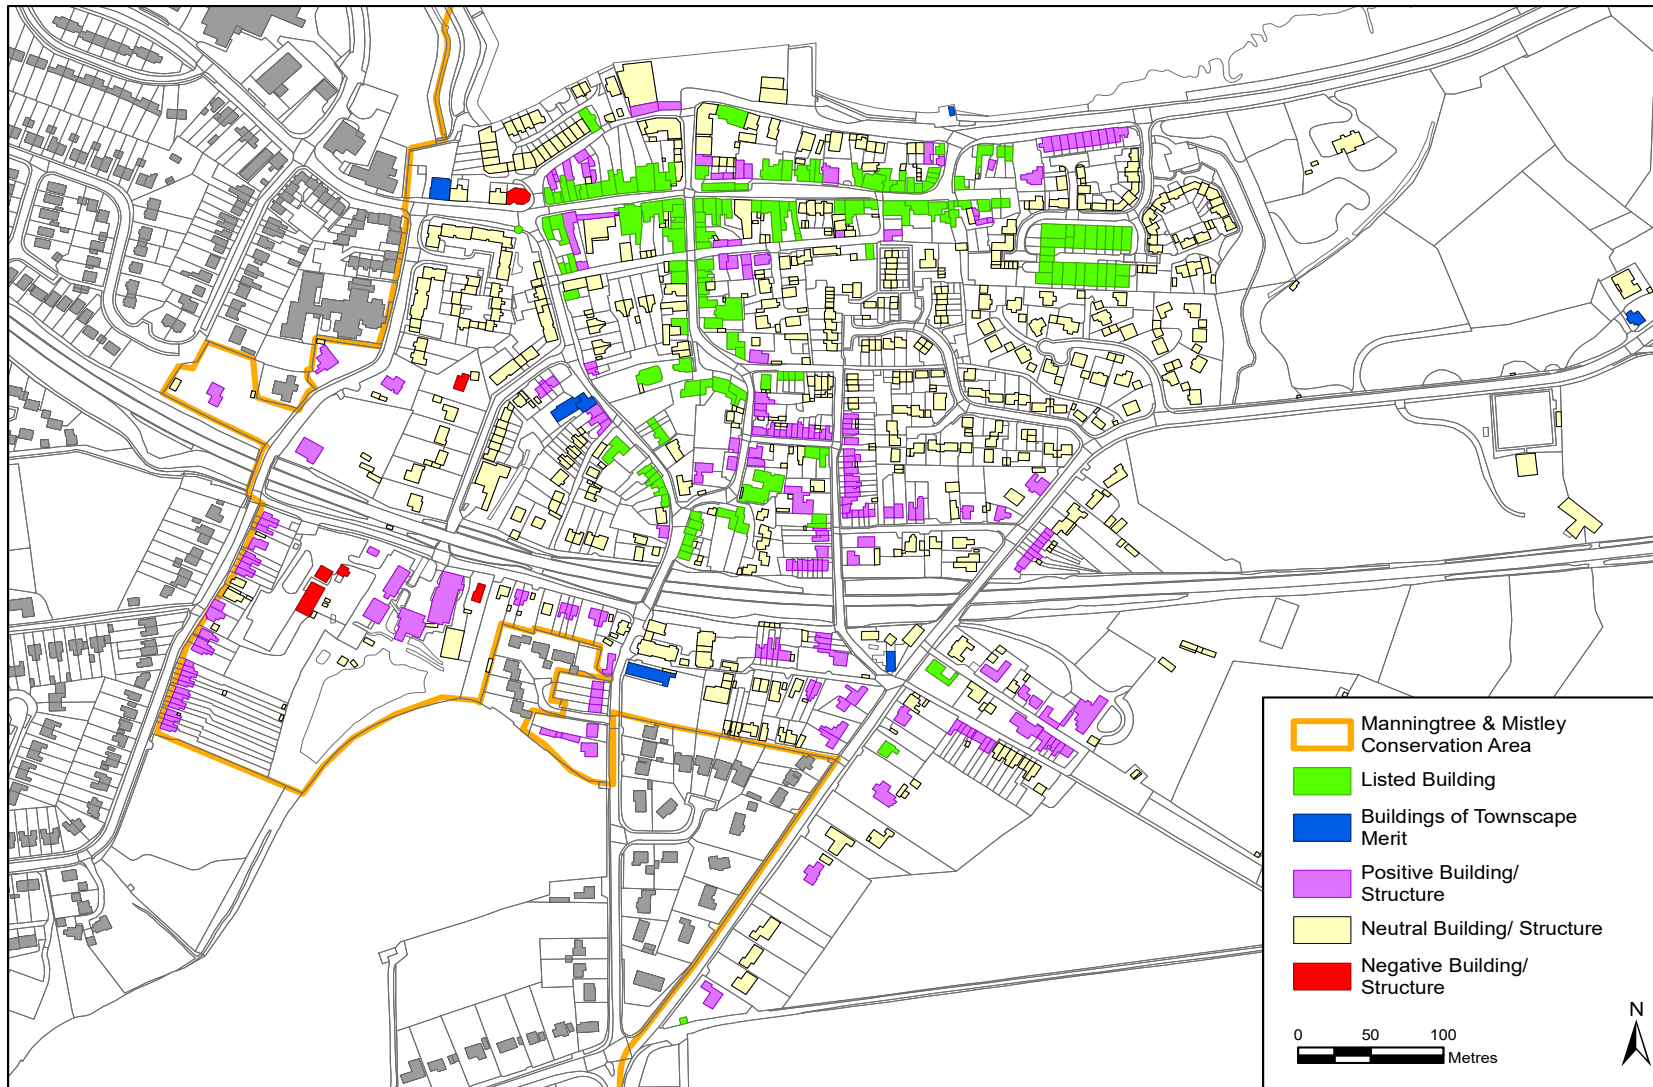 Manningtree & Mistley
Conservation Area
Listed Building
Buildings of Townscape
Merit
Positive Building/
Structure
Neutral Building/ Structure
Negative Building/
Structure
N
0 50 100
Metres